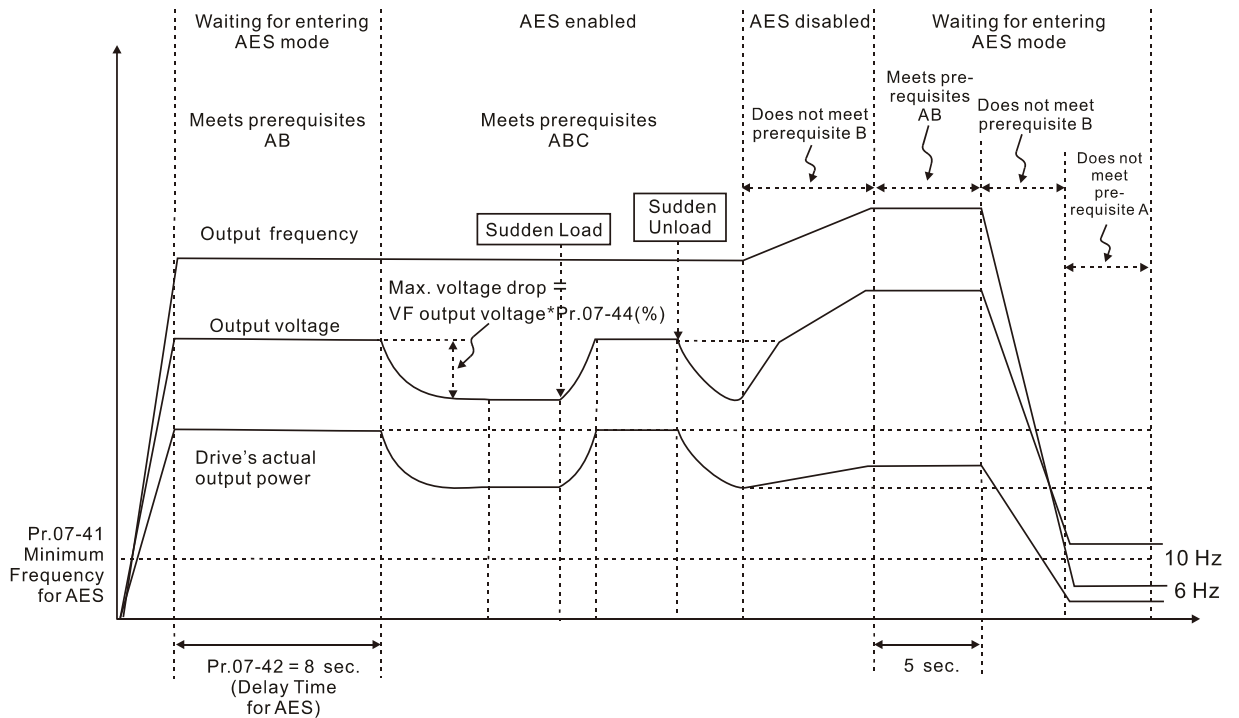 Waiting for entering
AES mode
AES enabled
AES disabled
Waiting for entering
AES mode
Meets prerequisites
AB
Meets prerequisites
ABC
Does not meet
prerequisite B
Meets pre-
requisites
AB
Does not meet
prerequisite B
Does not
meet
pre-
requisite A
Output frequency
Sudden Load
Sudden
Unload
Max. voltage drop =
VF output voltage*Pr.07-44(%)
Output voltage
Drive's actual
output power
Pr.07-41
Minimum
Frequency
for AES
10 Hz
6 Hz
Pr.07-42 = 8 sec.
(Delay Time
for AES)
5 sec.